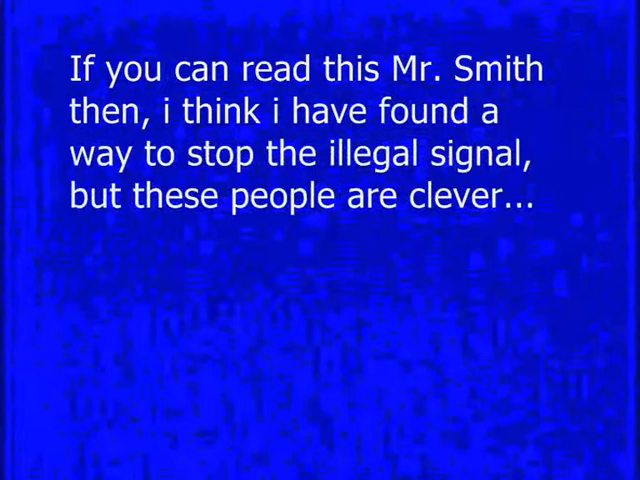 If you can read this Mr. Smith
then, i think i have found a
way to stop the illegal signal,
but these people are clever...